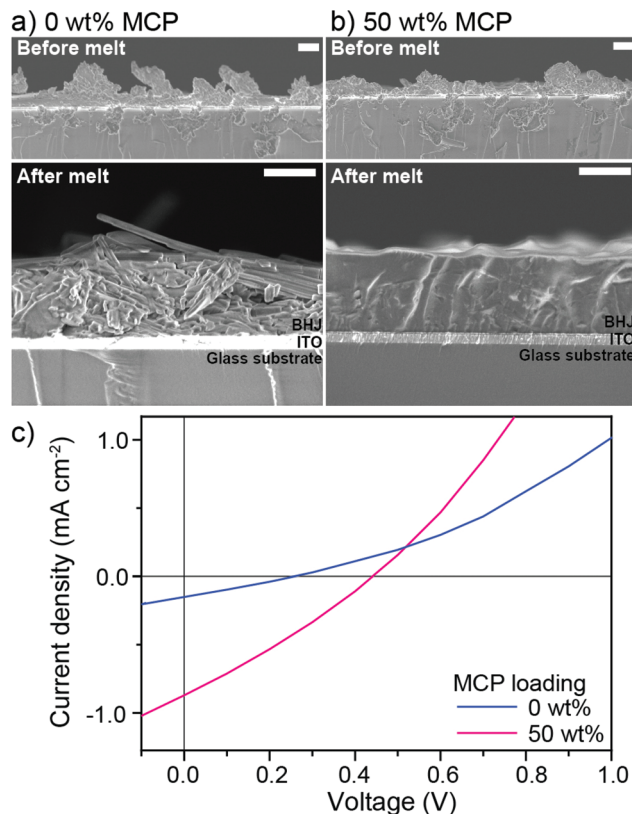 a) 0 wt% MCP
Before melt
After melt
BHJ
ITO
Glass substrate
b) 50 wt% MCP
Before melt
After melt
BHJ
ITO
Glass substrate
c)
Current density (mA cm⁻²)
1.0
0.0
-1.0
MCP loading
0 wt%
50 wt%
0.0 0.2 0.4 0.6 0.8 1.0
Voltage (V)